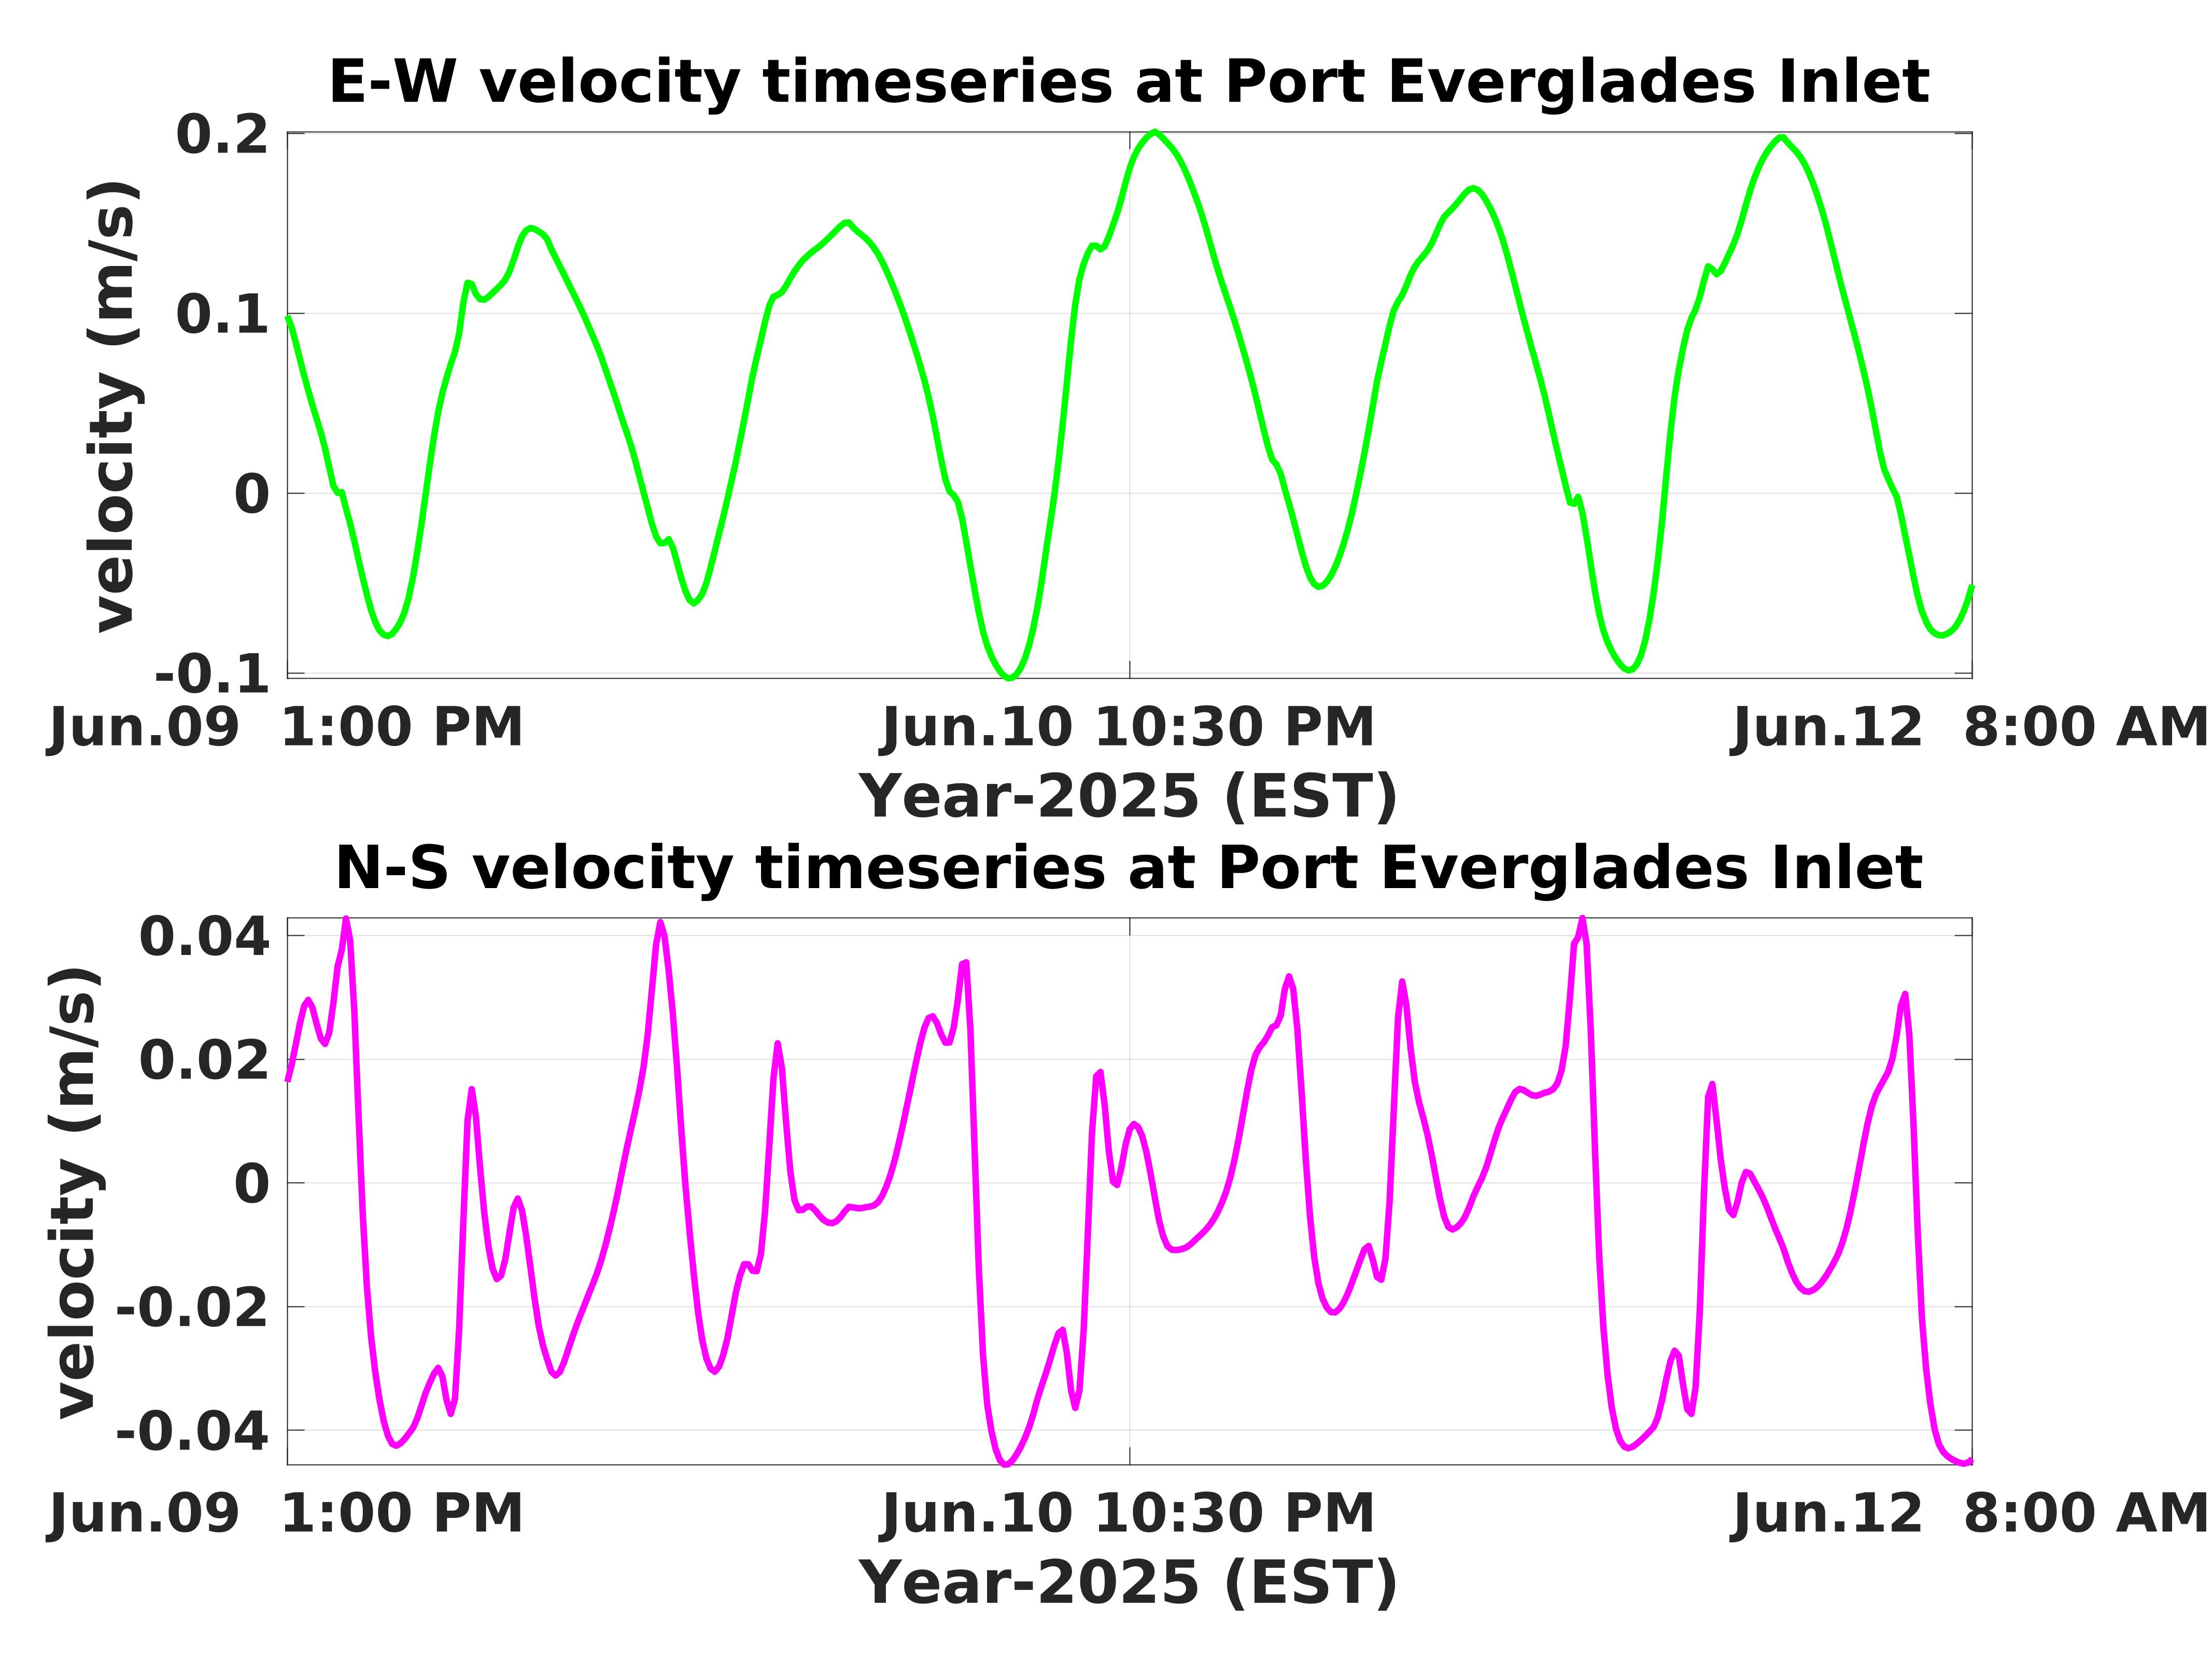 E-W velocity timeseries at Port Everglades Inlet
velocity (m/s)
0.2
0.1
0
-0.1
Jun.09  1:00 PM
Jun.10 10:30 PM
Jun.12  8:00 AM
Year-2025 (EST)
N-S velocity timeseries at Port Everglades Inlet
velocity (m/s)
0.04
0.02
0
-0.02
-0.04
Jun.09  1:00 PM
Jun.10 10:30 PM
Jun.12  8:00 AM
Year-2025 (EST)